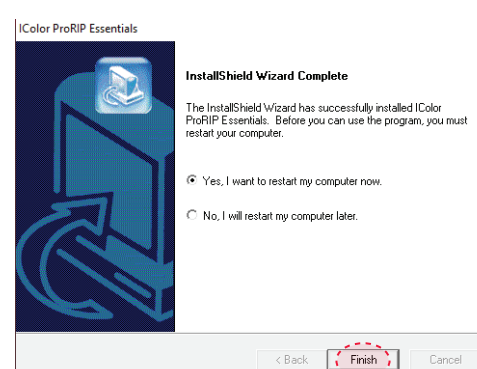 IColor ProRIP Essentials
InstallShield Wizard Complete
The InstallShield Wizard has successfully installed IColor
ProRIP Essentials. Before you can use the program, you must
restart your computer.
Yes, I want to restart my computer now.
No, I will restart my computer later.
< Back Finish Cancel